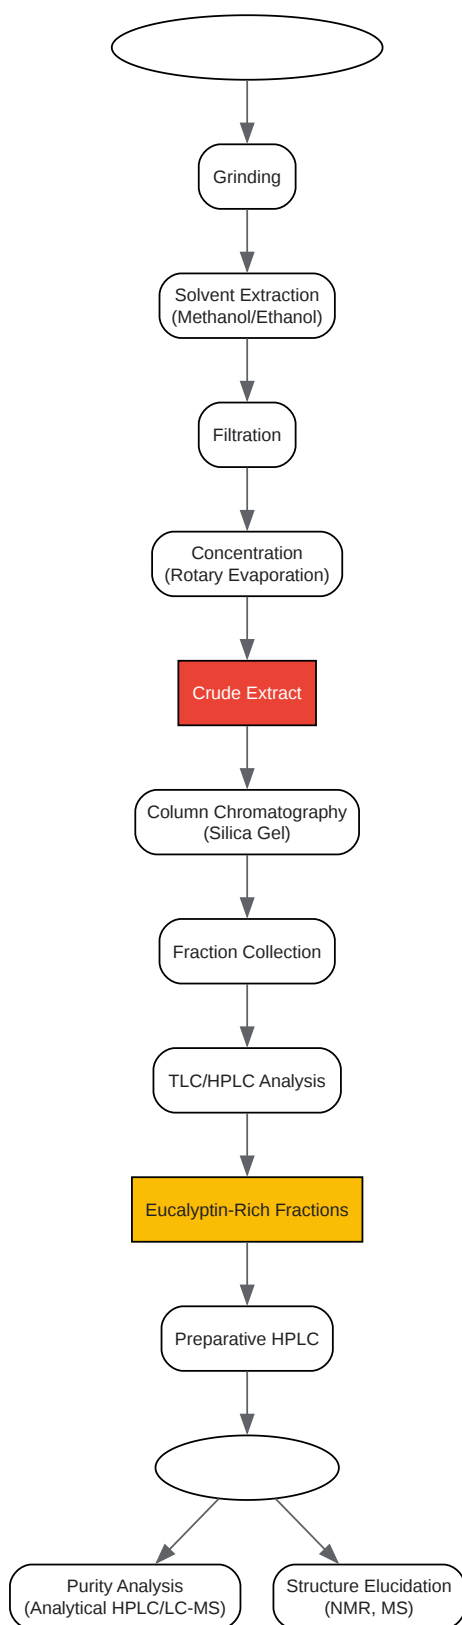 Grinding
Solvent Extraction
(Methanol/Ethanol)
Filtration
Concentration
(Rotary Evaporation)
Crude Extract
Column Chromatography
(Silica Gel)
Fraction Collection
TLC/HPLC Analysis
Eucalyptin-Rich Fractions
Preparative HPLC
Purity Analysis
(Analytical HPLC/LC-MS)
Structure Elucidation
(NMR, MS)